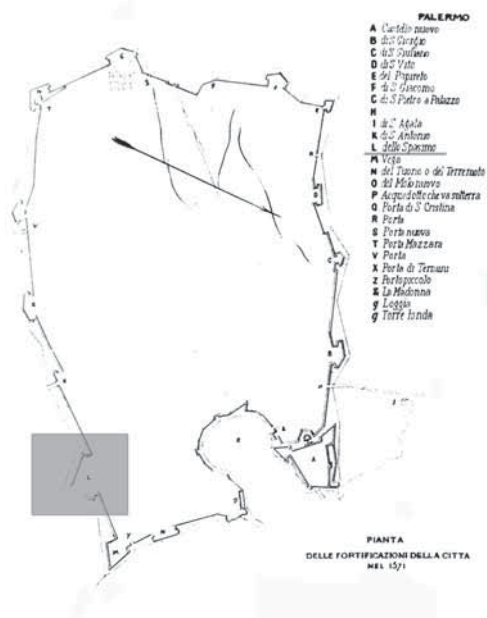 PALERMO
A Castello nuovo
B di S Giorgio
C di S Giuliano
D di S Vito
E del Papireto
F di S Giacomo
G di S Pietro a Palazzo
H
I di S Agata
K di S Antonio
L dello Spasimo
M Vega
N del Tuono o del Terremoto
O del Molo nuovo
P Acquedotto che va sotterra
Q Porta di S Cristina
R Porta
S Porta nuova
T Porta Mazzara
V Porta
X Porta di Termini
Z Porto piccolo
& La Madonna
g Loggia
g Torre tonda
G
S
T
V
L
M
N
A
B
PIANTA
DELLE FORTIFICAZIONI DELLA CITTA
NEL 1571